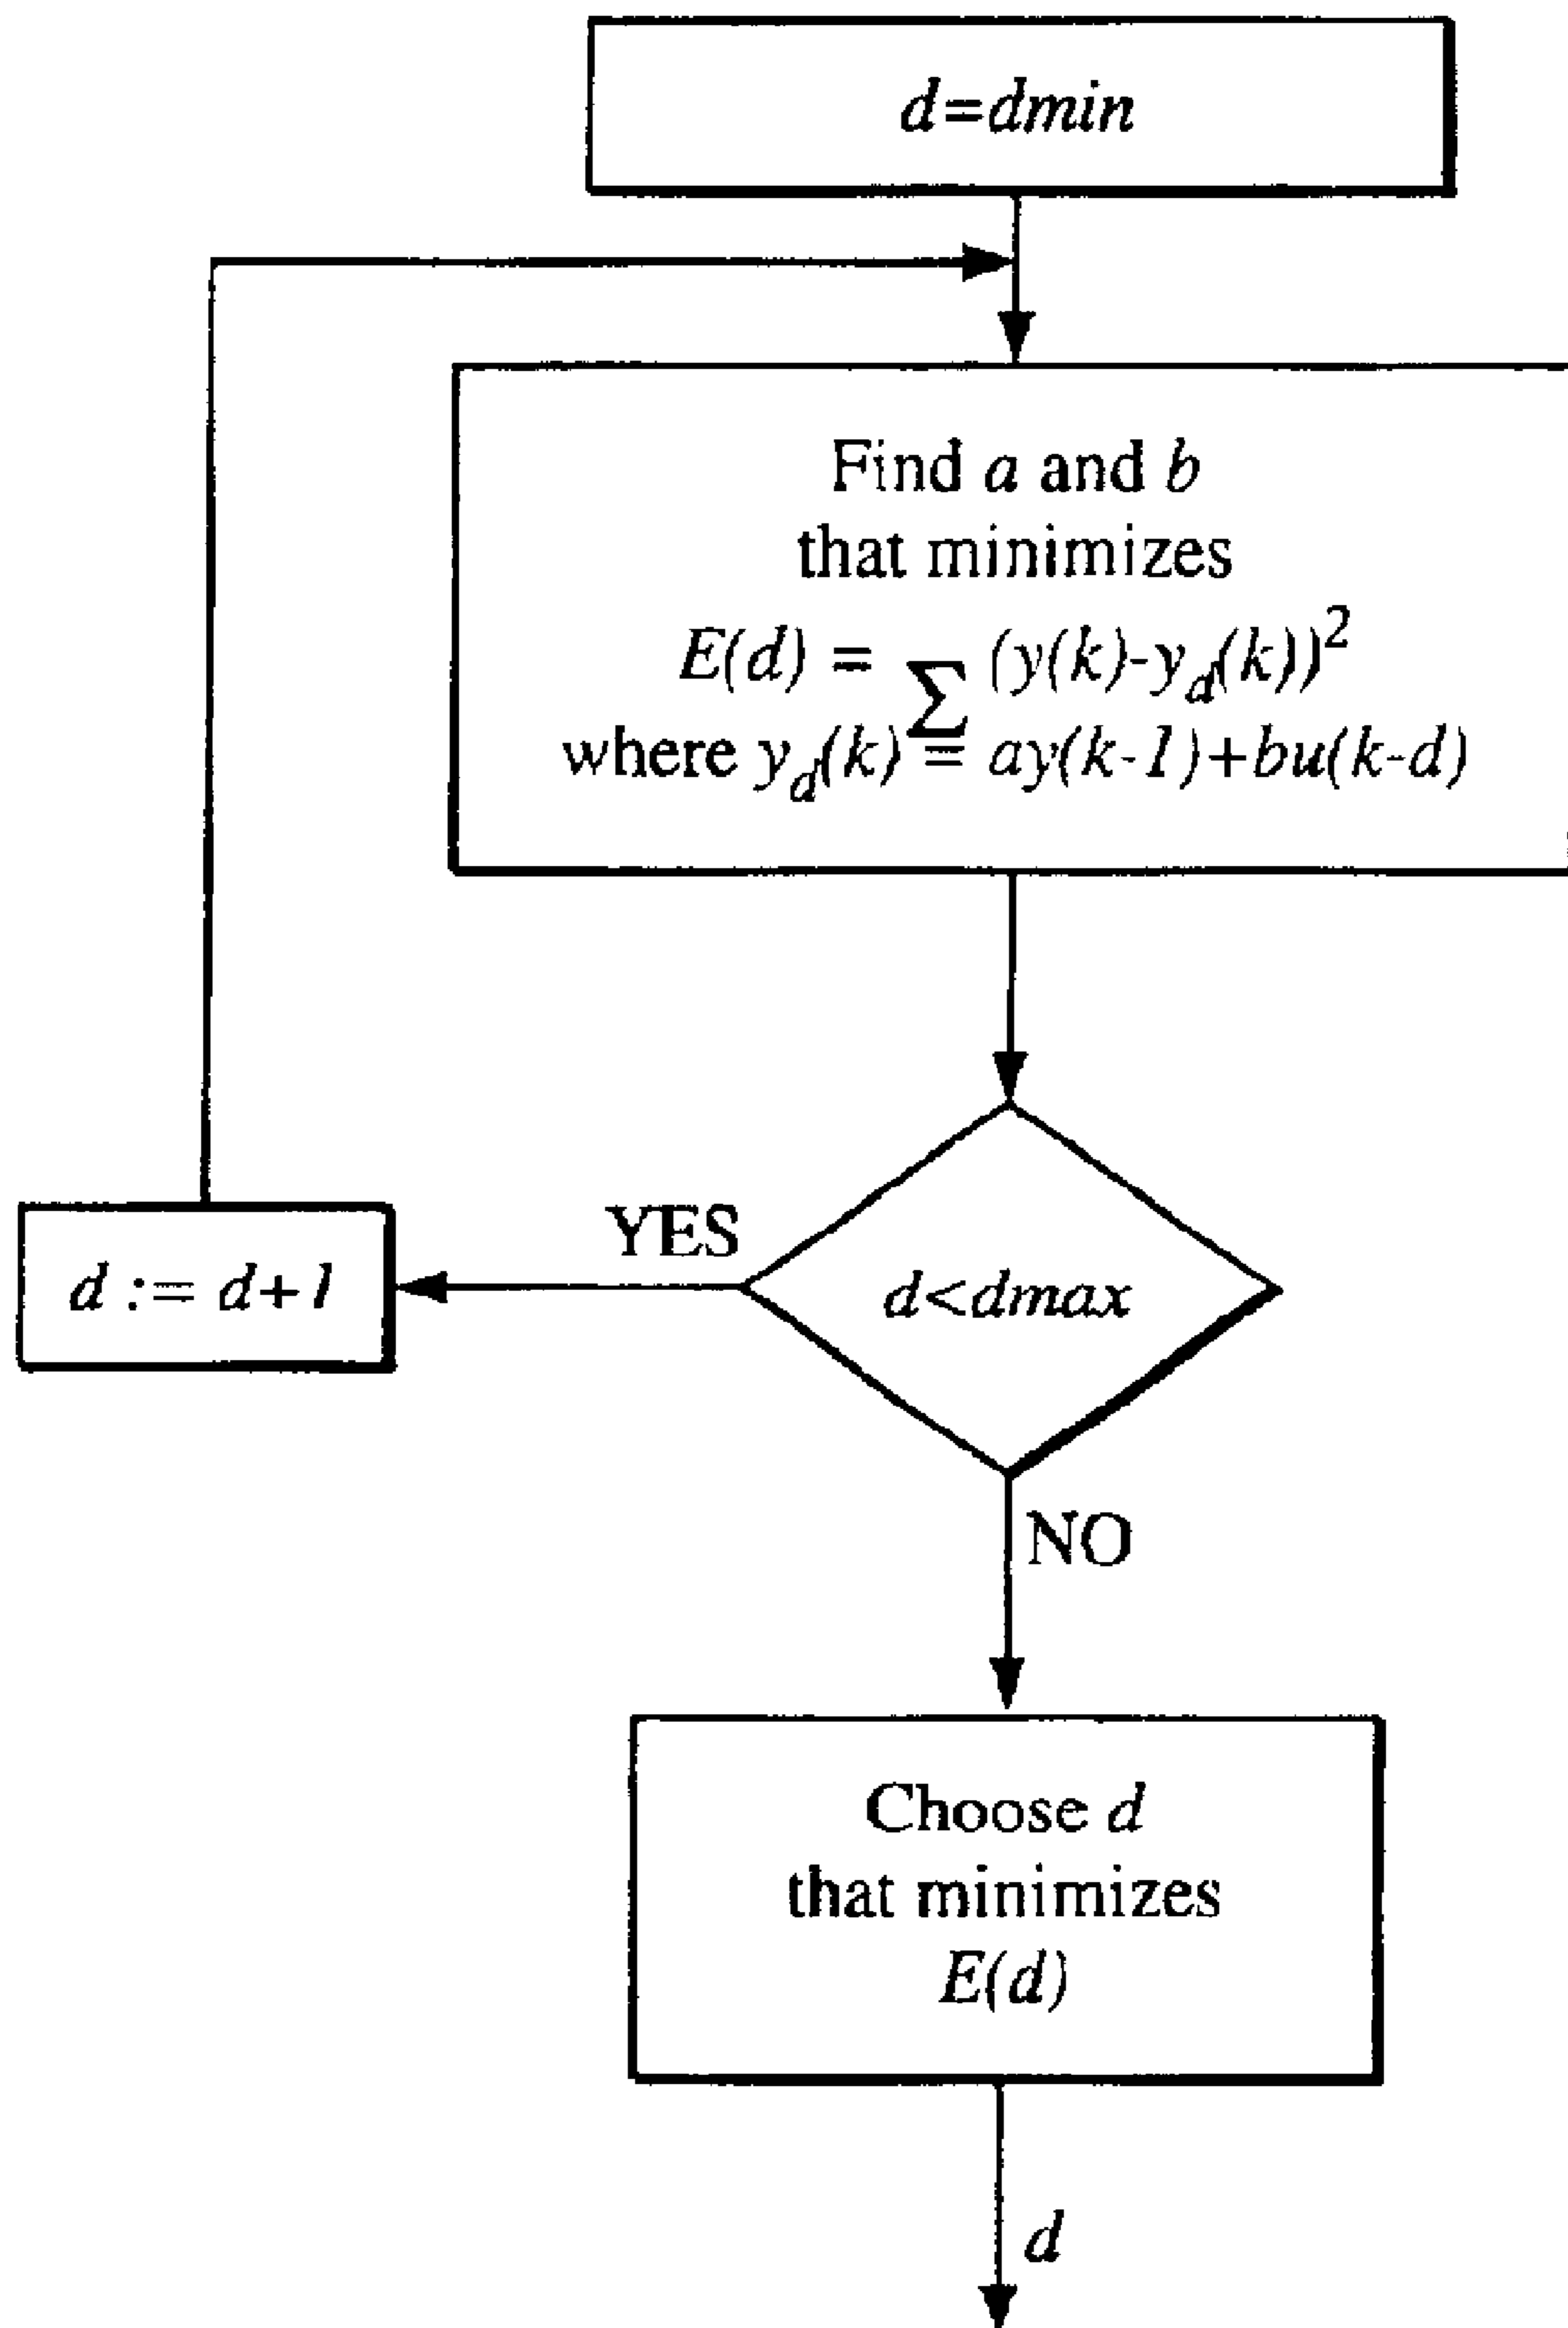 d=dmin
Find a and b
that minimizes
E(d) = ∑ (y(k)-y_d(k))²
where y_d(k) = ay(k-1)+bu(k-d)
YES
d := d+1
d<dmax
NO
Choose d
that minimizes
E(d)
d